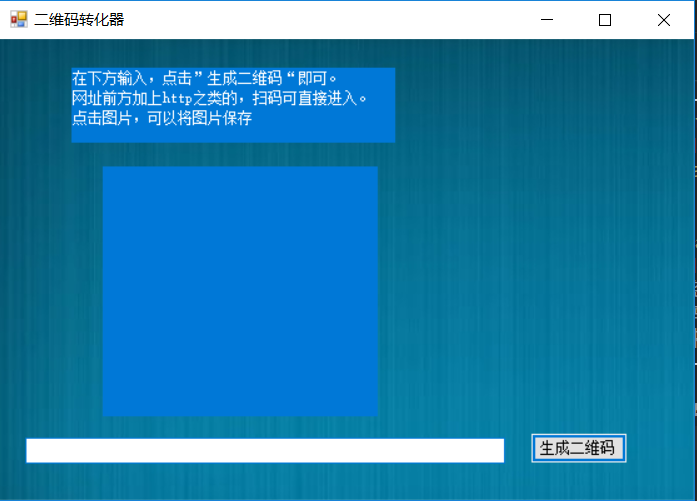 二维码转化器
在下方输入，点击”生成二维码“即可。
网址前方加上http之类的，扫码可直接进入。
点击图片，可以将图片保存
生成二维码